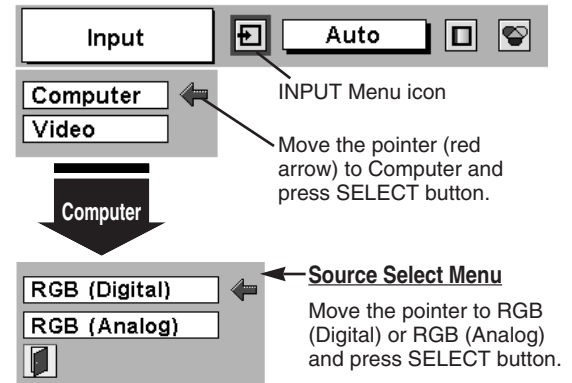 Input
Auto
INPUT Menu icon
Computer
Video
Move the pointer (red
arrow) to Computer and
press SELECT button.
Computer
Source Select Menu
RGB (Digital)
RGB (Analog)
Move the pointer to RGB
(Digital) or RGB (Analog)
and press SELECT button.